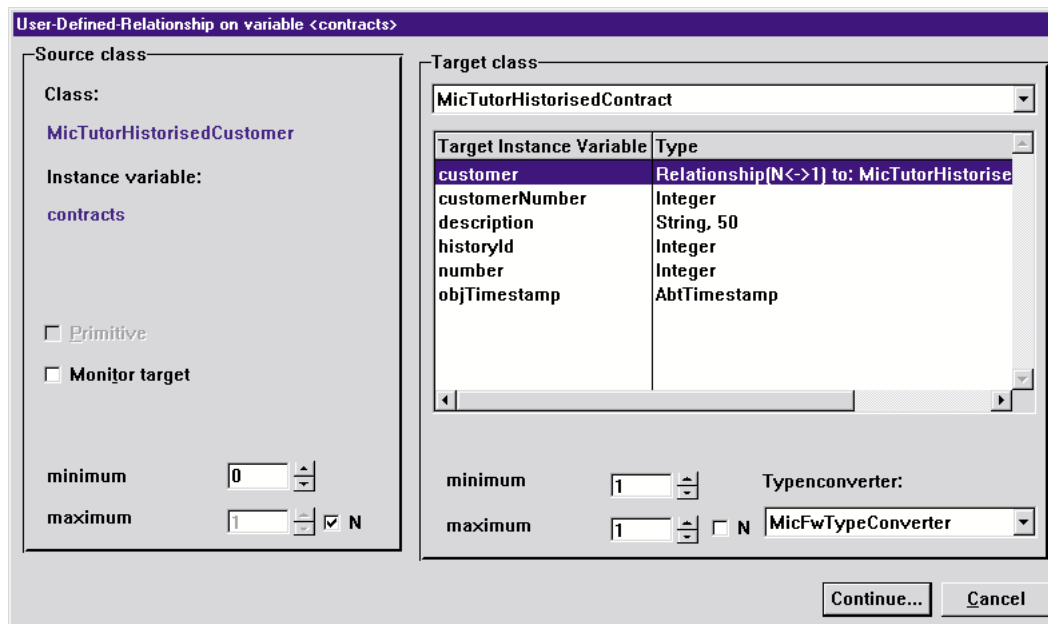 User-Defined-Relationship on variable <contracts>
Source class
Class:
MicTutorHistorisedCustomer
Instance variable:
contracts
Primitive
Monitor target
minimum 0
maximum 1 N
Target class
MicTutorHistorisedContract
Target Instance Variable Type
customer Relationship(N<->1) to: MicTutorHistorise
customerNumber Integer
description String, 50
historyId Integer
number Integer
objTimestamp AbtTimestamp
minimum 1 Typenconverter:
maximum 1 N MicFwTypeConverter
Continue... Cancel